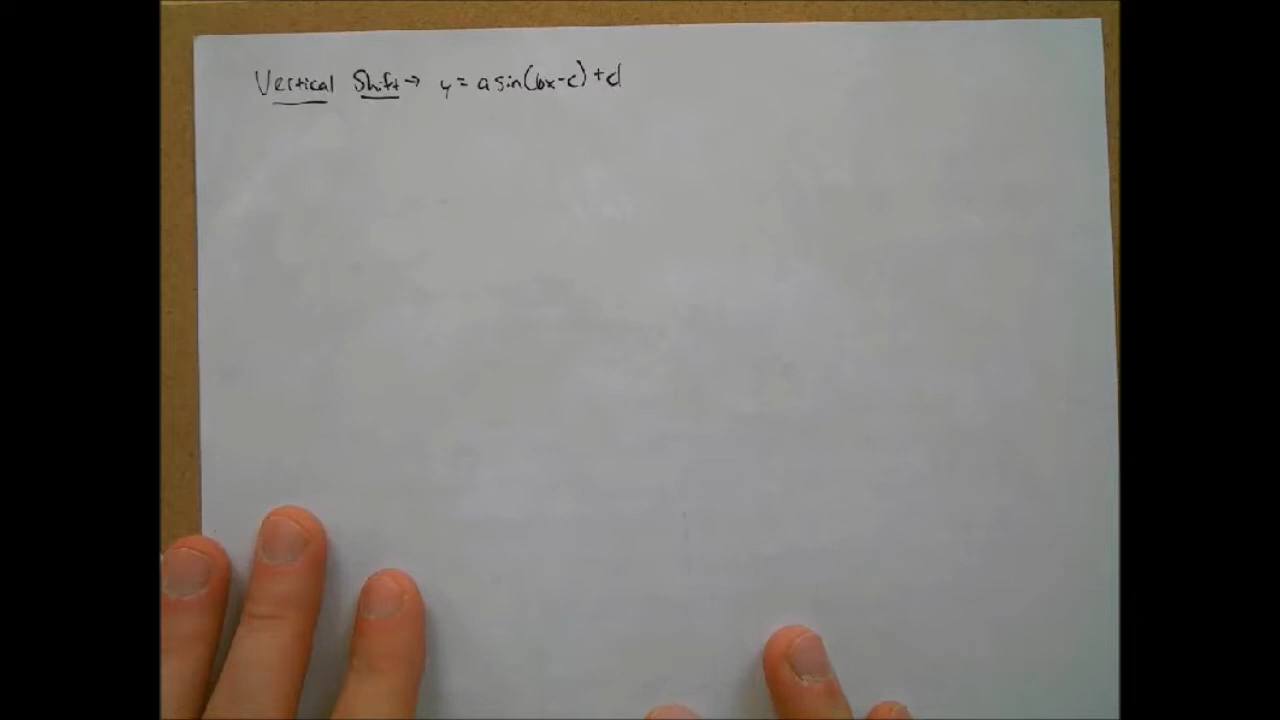 Vertical Shift → y = a sin(bx-c)+d